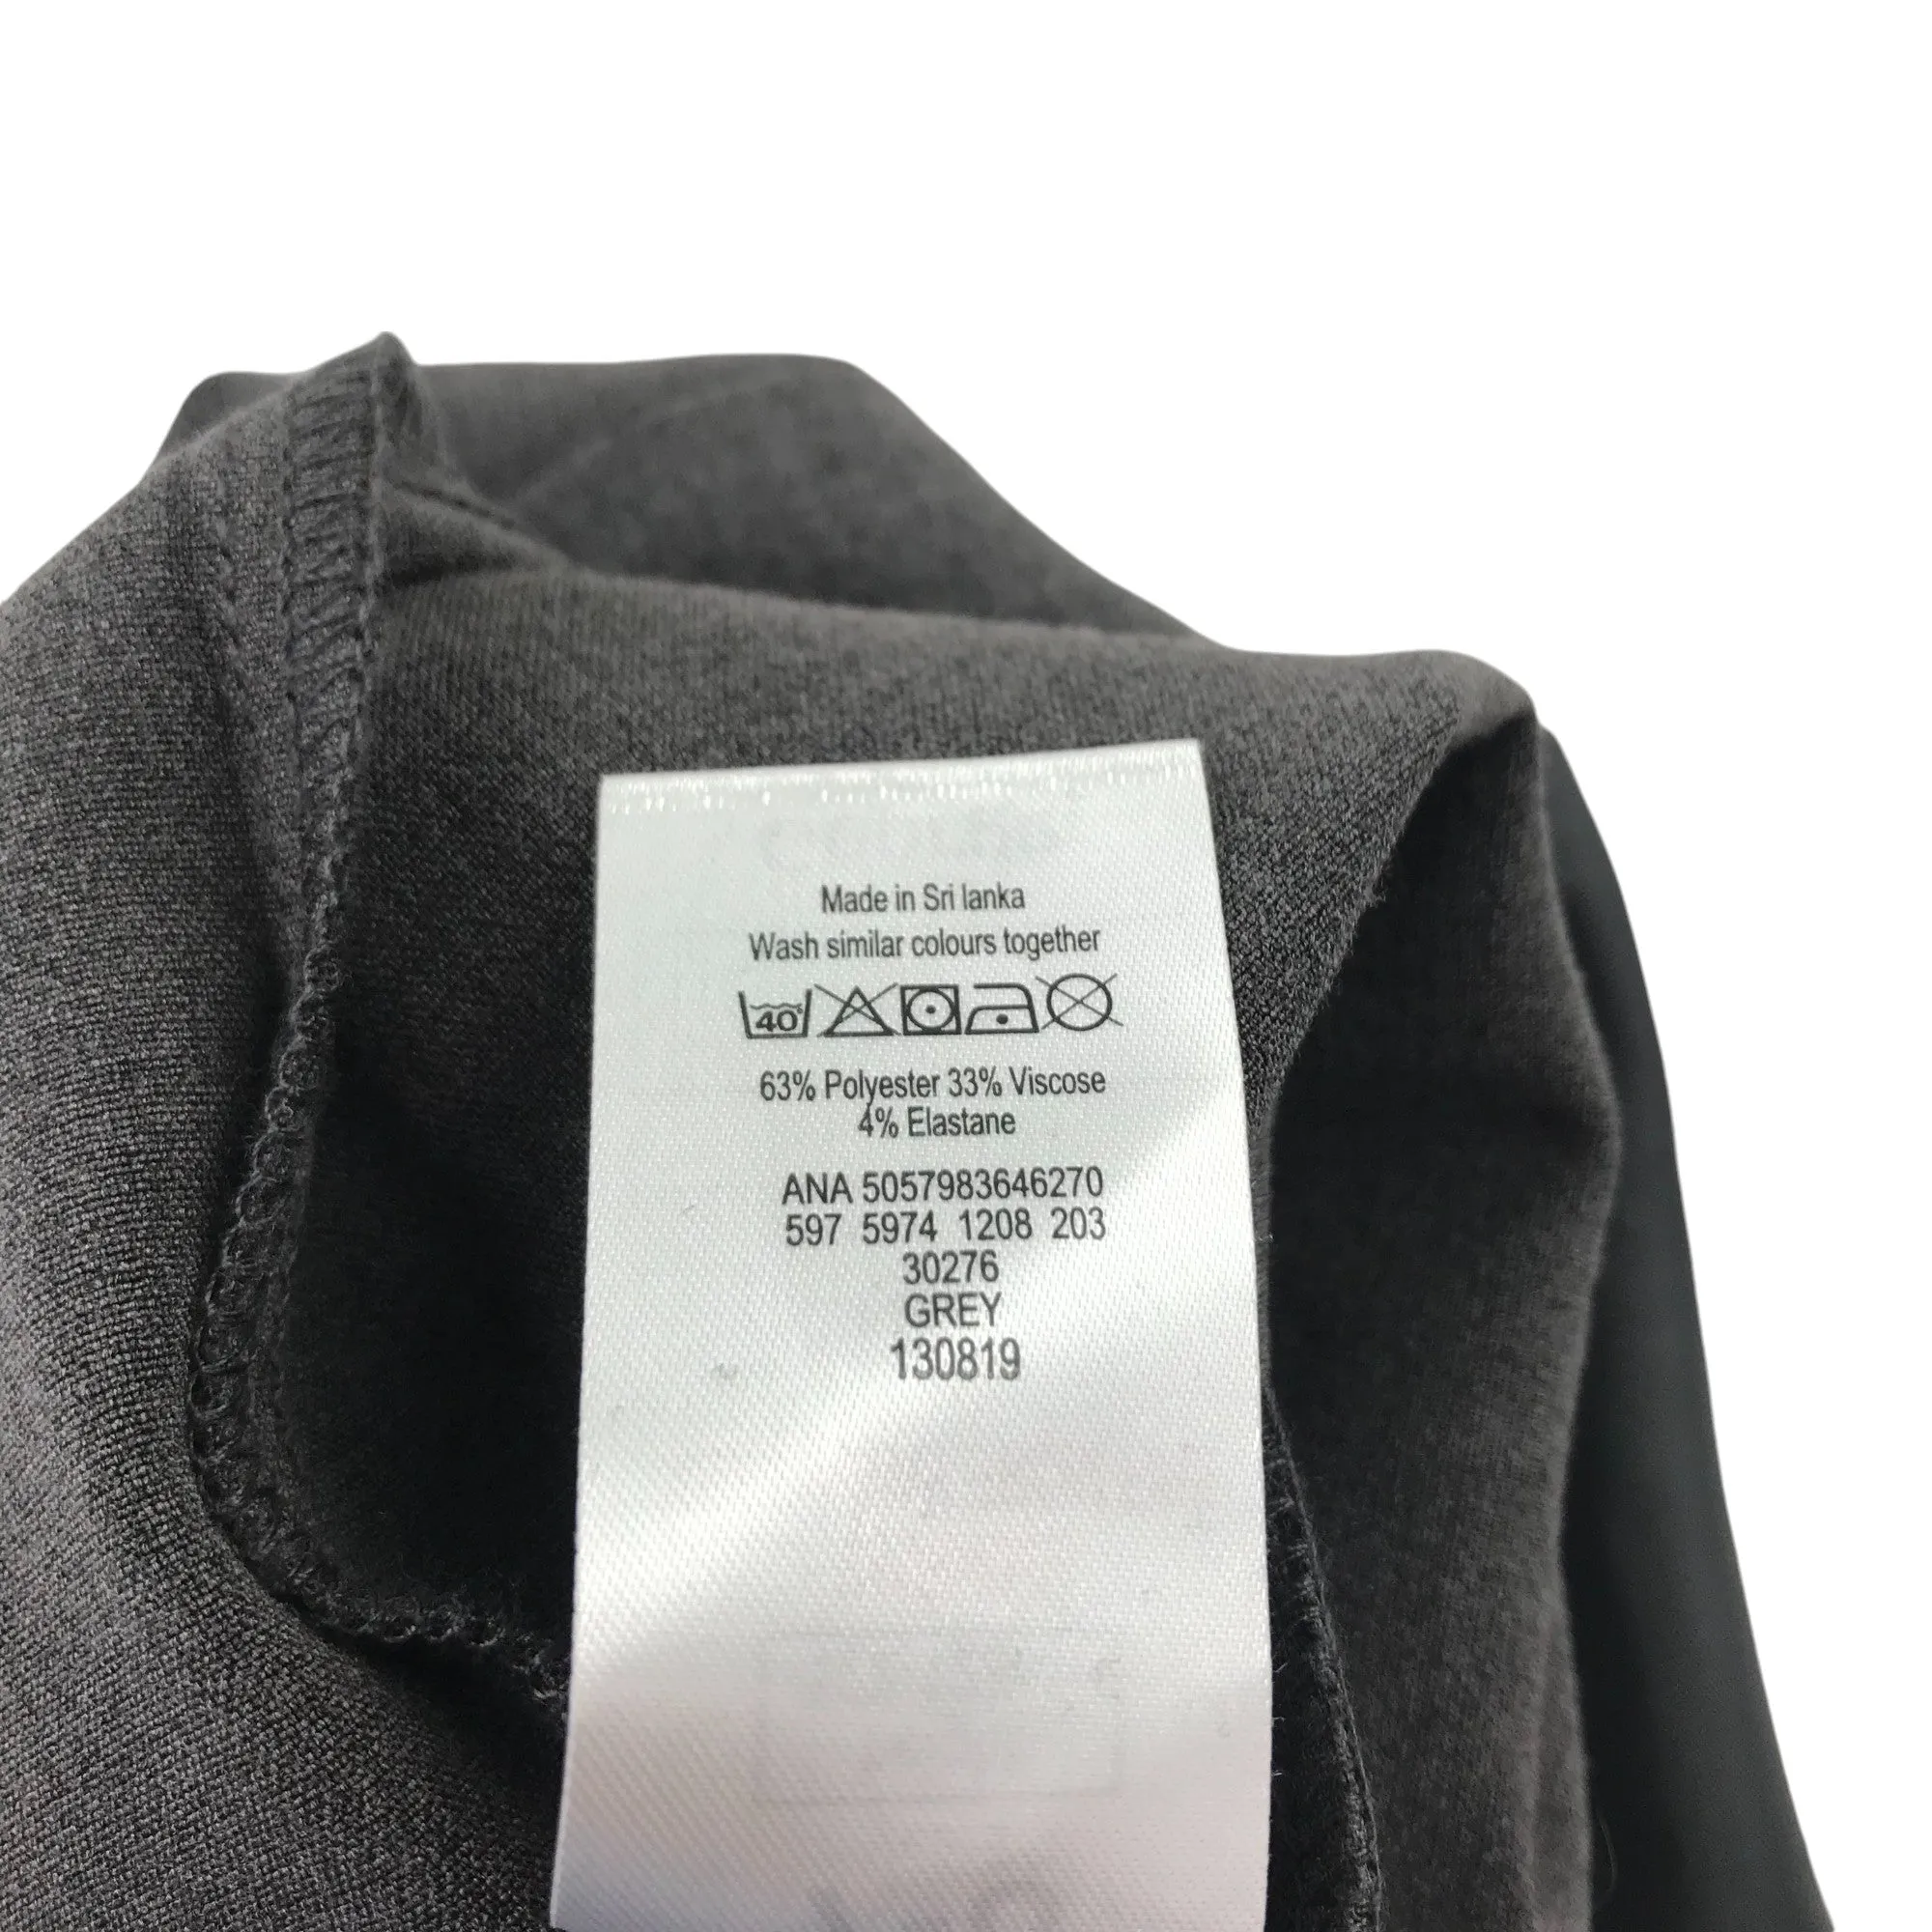 Made in Sri lanka
Wash similar colours together
40°
63% Polyester 33% Viscose
4% Elastane
ANA 5057983646270
597 5974 1208 203
30276
GREY
130819